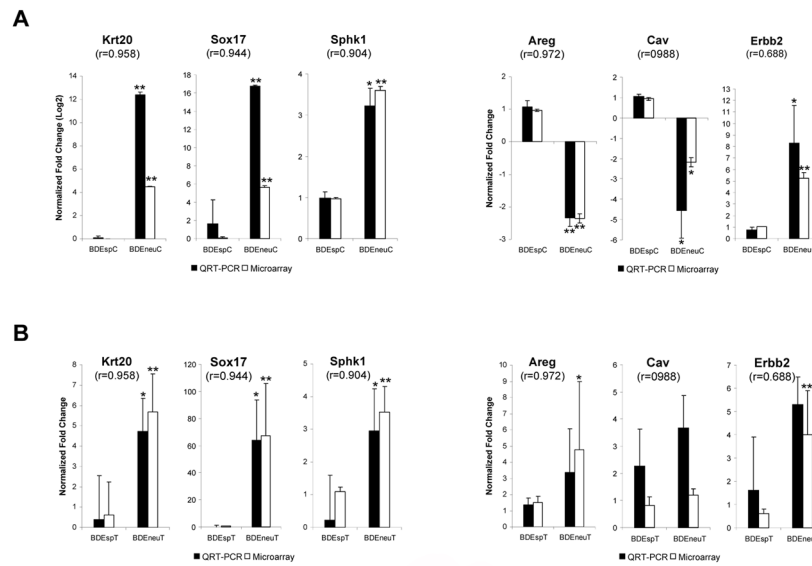 A
Krt20
(r=0.958)
Sox17
(r=0.944)
Sphk1
(r=0.904)
Areg
(r=0.972)
Cav
(r=0988)
Erbb2
(r=0.688)
Normalized Fold Change (Log2)
14
12
10
8
6
4
2
0
**
**
BDEspC BDEneuC
18
16
14
12
10
8
6
4
2
0
**
**
BDEspC BDEneuC
4
3
2
1
0
* **
BDEspC BDEneuC
Normalized Fold Change
2
1
0
-1
-2
-3
** **
BDEspC BDEneuC
2
1
0
-1
-2
-3
-4
-5
-6
*
*
BDEspC BDEneuC
13
12
11
10
9
8
7
6
5
4
3
2
1
0
*
**
BDEspC BDEneu
QRT-PCR Microarray
QRT-PCR Microarray
B
Krt20
(r=0.958)
Sox17
(r=0.944)
Sphk1
(r=0.904)
Areg
(r=0.972)
Cav
(r=0988)
Erbb2
(r=0.688)
Normalized Fold Change
8
7
6
5
4
3
2
1
0
* **
BDEspT BDEneuT
120
100
80
60
40
20
0
* **
BDEspT BDEneuT
5
4
3
2
1
0
* **
BDEspT BDEneuT
Normalized Fold Change
10
9
8
7
6
5
4
3
2
1
0
*
BDEspT BDEneuT
6
5
4
3
2
1
0
BDEspT BDEneuT
7
6
5
4
3
2
1
0
* **
BDEspT BDEneu
QRT-PCR Microarray
QRT-PCR Microarray